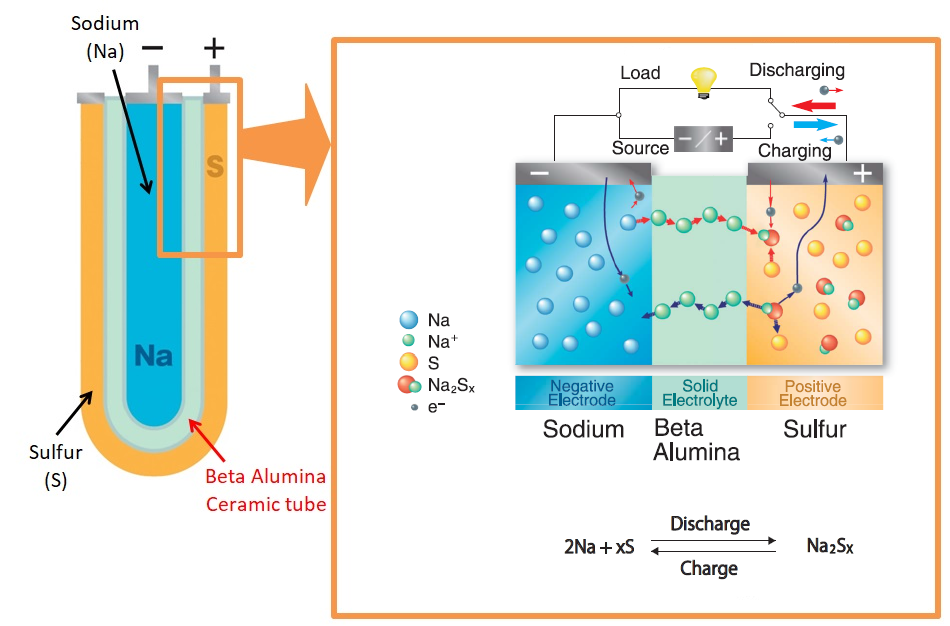 Sodium
(Na)
−
+
S
Na
Sulfur
(S)
Beta Alumina
Ceramic tube
Load
Discharging
Source
− / +
Charging
−
+
Na
Na⁺
S
Na₂Sₓ
e⁻
Negative
Electrode
Solid
Electrolyte
Positive
Electrode
Sodium
Beta
Alumina
Sulfur
Discharge
2Na + xS
Na₂Sₓ
Charge